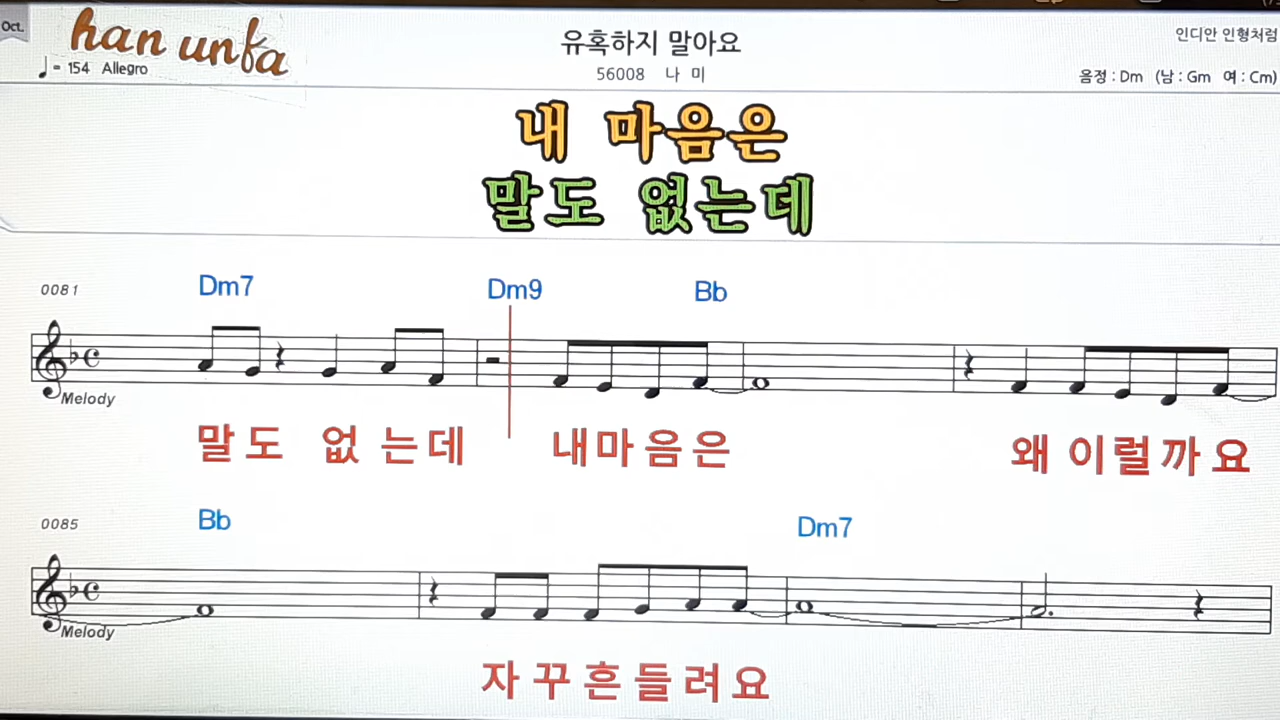 Oct.
han unfa
♩= 154 Allegro
유혹하지 말아요
56008 나 미
인디안 인형처럼
음정 : Dm (남 : Gm 여 : Cm)
내 마음은
말도 없는데
0081 Dm7 Dm9 Bb
Melody
말도 없 는데 내마음은 왜 이럴까요
0085 Bb Dm7
Melody
자꾸흔들려요